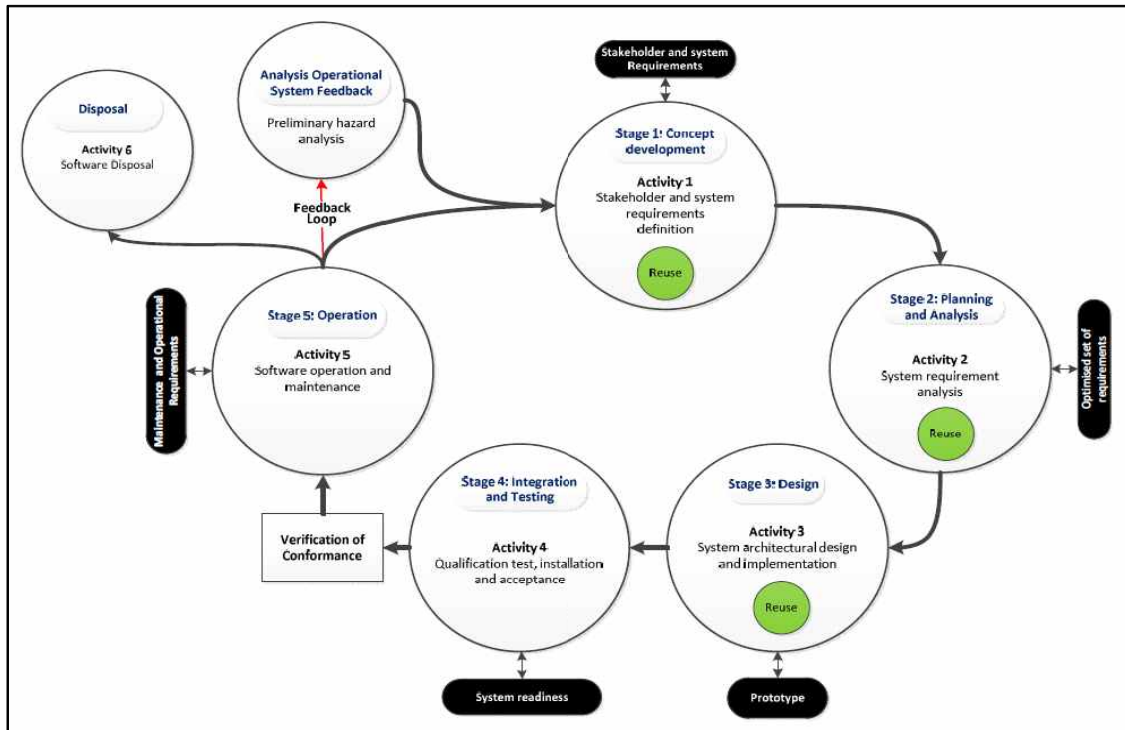 Stakeholder and system
Requirements
Analysis Operational
System Feedback
Preliminary hazard
analysis
Disposal
Activity 6
Software Disposal
Stage 1: Concept
development
Activity 1
Stakeholder and system
requirements
definition
Reuse
Feedback
Loop
Stage 2: Planning
and Analysis
Activity 2
System requirement
analysis
Reuse
Optimised set of
requirements
Stage 5: Operation
Activity 5
Software operation and
maintenance
Maintenance and Operational
Requirements
Stage 4: Integration
and Testing
Activity 4
Qualification test, installation
and acceptance
Stage 3: Design
Activity 3
System architectural design
and implementation
Reuse
Verification of
Conformance
System readiness
Prototype